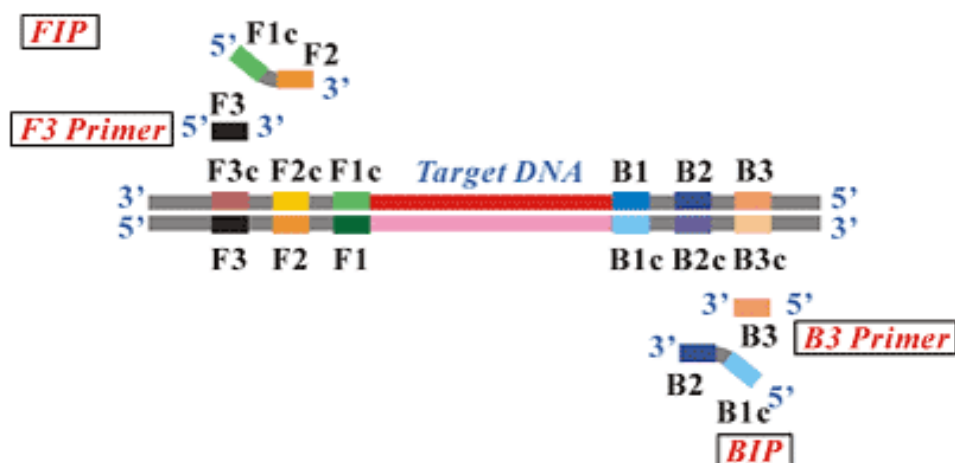 FIP
5’ F1c F2 3’
F3
F3 Primer 5’ 3’
F3c F2c F1c Target DNA B1 B2 B3
3’ 5’
5’ 3’
F3 F2 F1 B1c B2c B3c
3’ 5’
B3 B3 Primer
3’
B2 5’
B1c
BIP